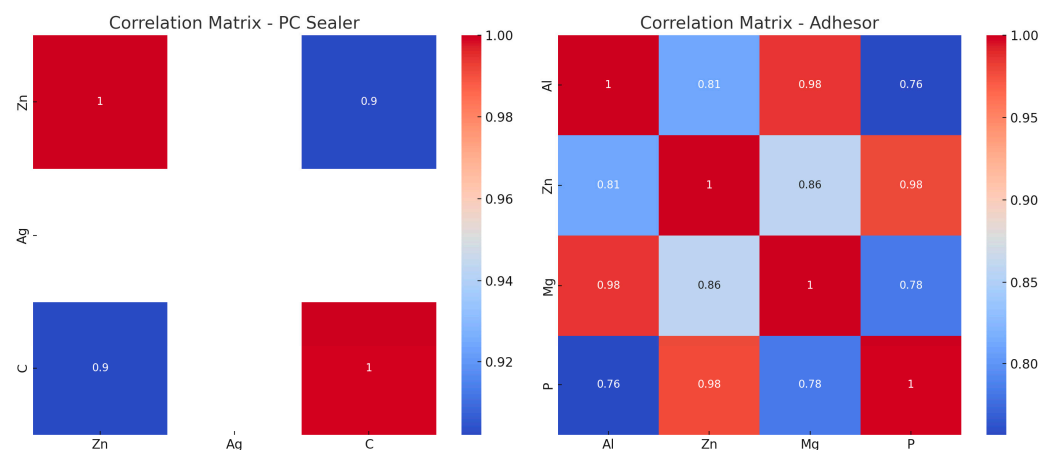 Correlation Matrix - PC Sealer
Zn
Ag
C
1
0.9
0.9
1
Zn
Ag
C
1.00
0.98
0.96
0.94
0.92
Correlation Matrix - Adhesor
Al
Zn
Mg
P
1 0.81 0.98 0.76
0.81 1 0.86 0.98
0.98 0.86 1 0.78
0.76 0.98 0.78 1
Al Zn Mg P
1.00
0.95
0.90
0.85
0.80